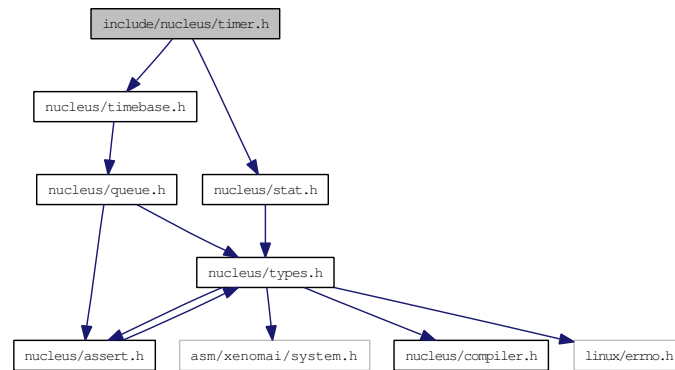 include/nucleus/timer.h
nucleus/timebase.h
nucleus/queue.h
nucleus/stat.h
nucleus/types.h
nucleus/assert.h
asm/xenomai/system.h
nucleus/compiler.h
linux/errno.h